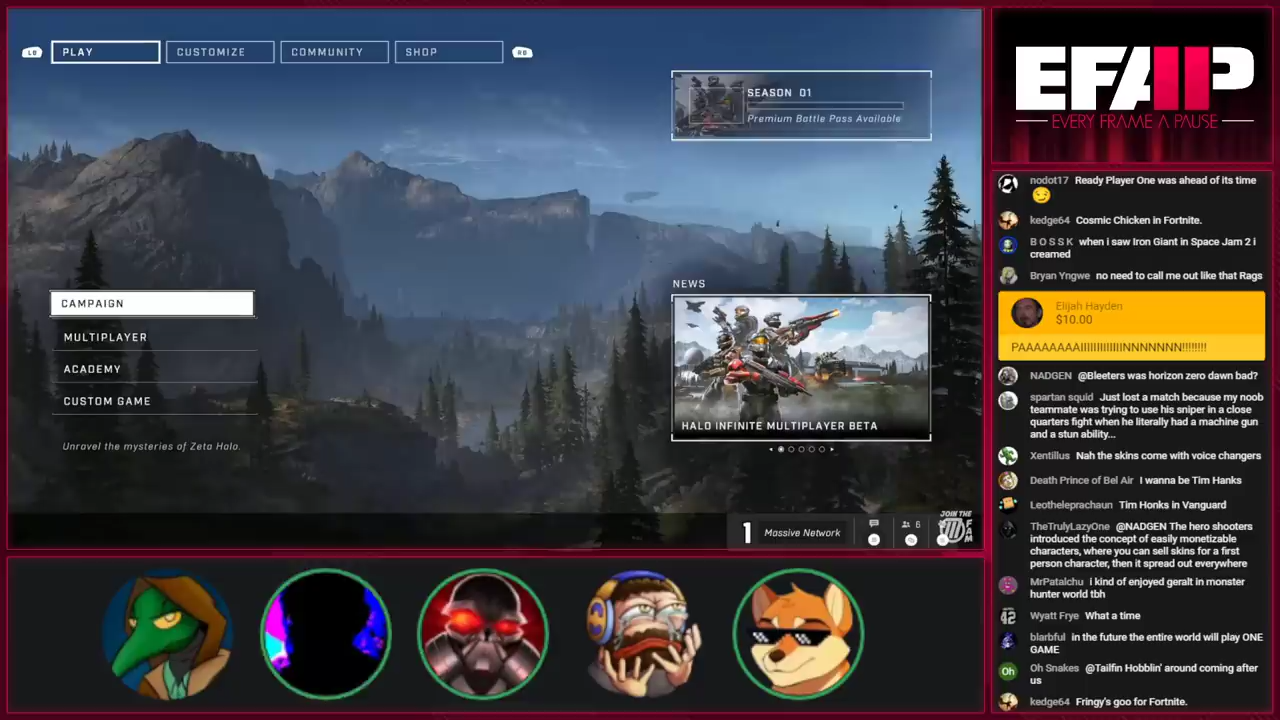 LB
PLAY
CUSTOMIZE
COMMUNITY
SHOP
RB
SEASON 01
Premium Battle Pass Available
CAMPAIGN
MULTIPLAYER
ACADEMY
CUSTOM GAME
Unravel the mysteries of Zeta Halo.
NEWS
HALO INFINITE MULTIPLAYER BETA
1
Massive Network
6
JOIN THE
FAM
EFAP
EVERY FRAME A PAUSE
nodot17 Ready Player One was ahead of its time
kedge64 Cosmic Chicken in Fortnite.
B O S S K when i saw Iron Giant in Space Jam 2 i
creamed
Bryan Yngwe no need to call me out like that Rags
Elijah Hayden
$10.00
PAAAAAAAAIIIIIIIIIIIIINNNNNNN!!!!!!!!
NADGEN @Bleeters was horizon zero dawn bad?
spartan squid Just lost a match because my noob
teammate was trying to use his sniper in a close
quarters fight when he literally had a machine gun
and a stun ability...
Xentillus Nah the skins come with voice changers
Death Prince of Bel Air I wanna be Tim Hanks
Leotheleprachaun Tim Honks in Vanguard
TheTrulyLazyOne @NADGEN The hero shooters
introduced the concept of easily monetizable
characters, where you can sell skins for a first
person character, then it spread out everywhere
MrPatalchu i kind of enjoyed geralt in monster
hunter world tbh
42
Wyatt Frye What a time
blarbful in the future the entire world will play ONE
GAME
Oh
Oh Snakes @Tailfin Hobblin' around coming after
us
kedge64 Fringy's goo for Fortnite.